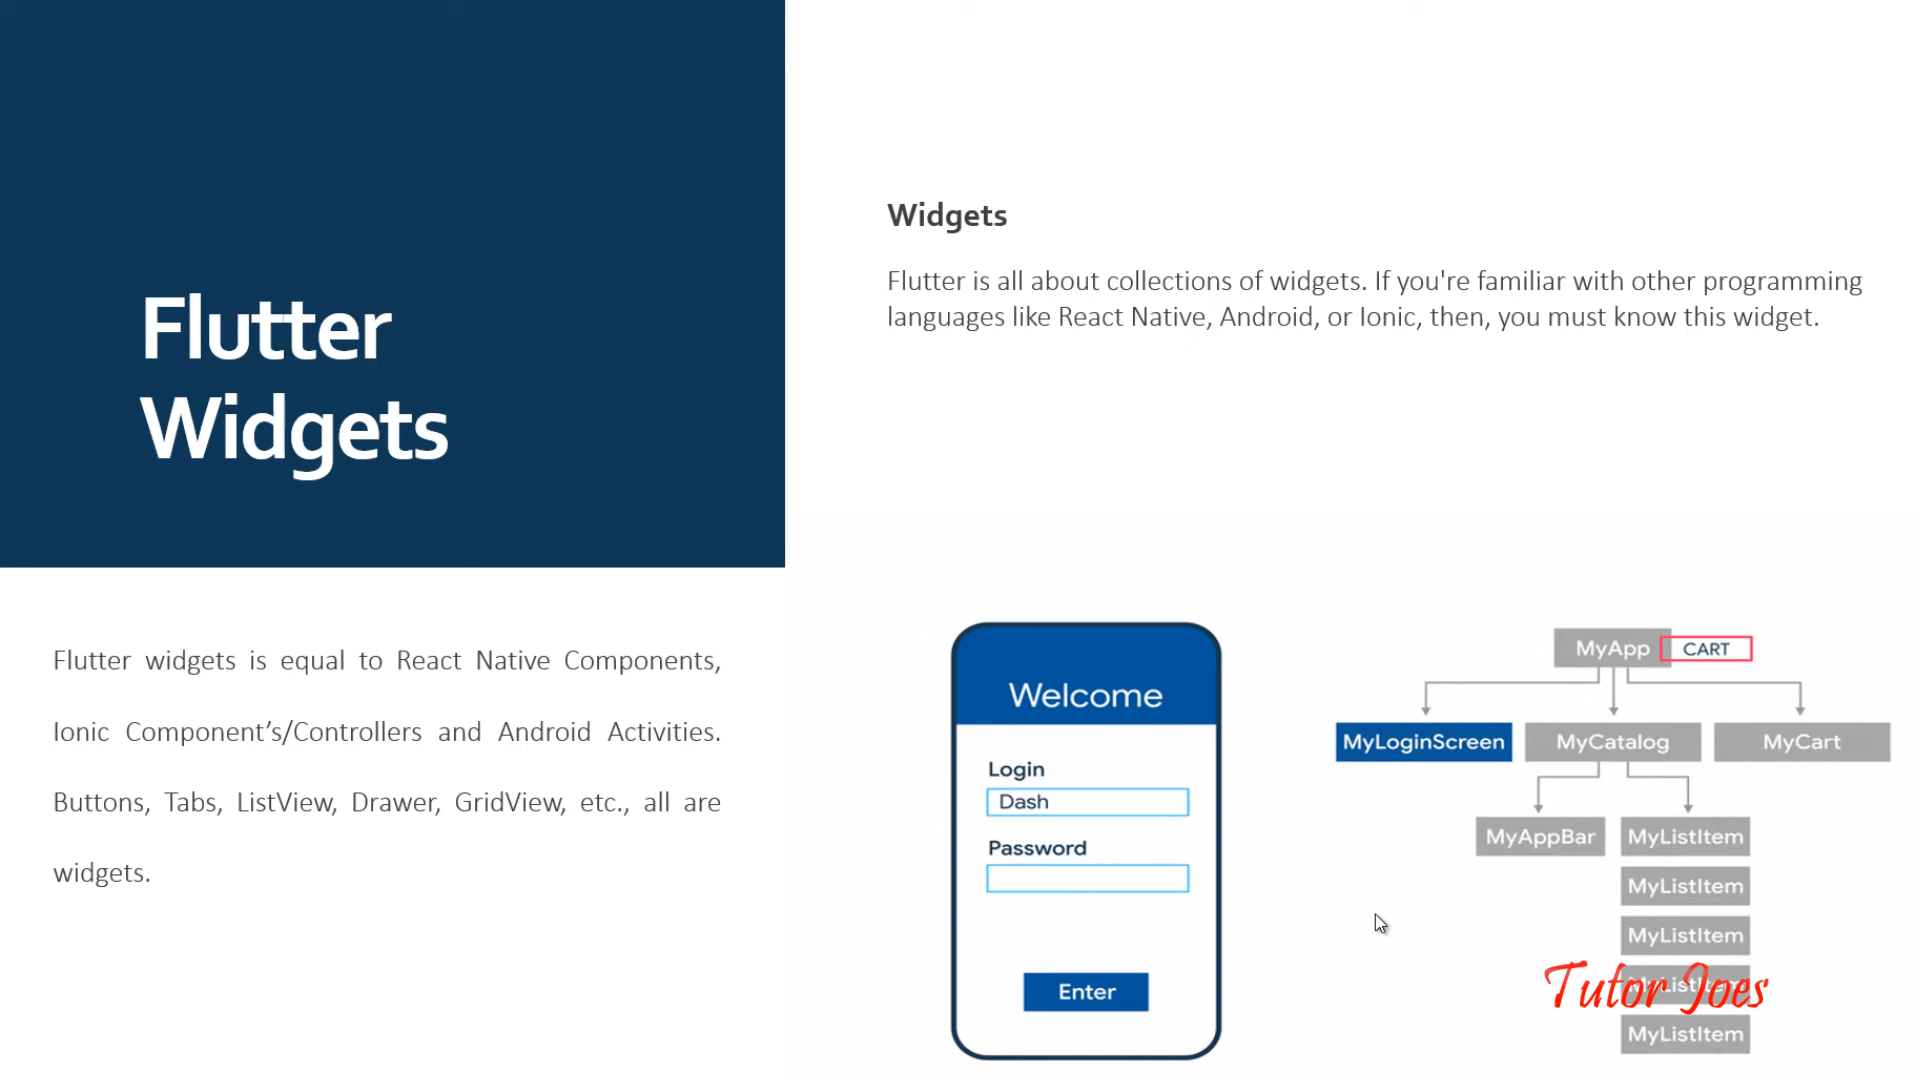 Flutter
Widgets
Flutter widgets is equal to React Native Components,
Ionic Component’s/Controllers and Android Activities.
Buttons, Tabs, ListView, Drawer, GridView, etc., all are
widgets.
Widgets
Flutter is all about collections of widgets. If you're familiar with other programming
languages like React Native, Android, or Ionic, then, you must know this widget.
Welcome
Login
Dash
Password
Enter
MyApp CART
MyLoginScreen MyCatalog MyCart
MyAppBar MyListItem
MyListItem
MyListItem
MyListItem
Tutor Joes
MyListItem